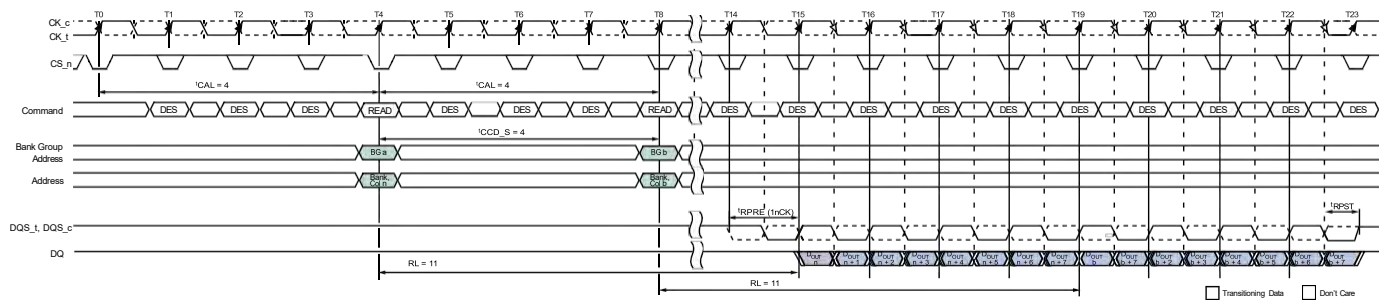 T0 T1 T2 T3 T4 T5 T6 T7 T8 T14 T15 T16 T17 T18 T19 T20 T21 T22 T23
CK_c
CK_t
CS_n
tCAL = 4 tCAL = 4
Command DES DES DES READ DES DES DES READ DES DES DES DES DES DES DES DES DES DES
tCCD_S = 4
Bank Group
Address
BG a BG b
Address
Bank, Bank,
Col n Col b
tRPRE (1nCK) tRPST
DQS_t, DQS_c
DQ
DOUT DOUT DOUT DOUT DOUT DOUT DOUT DOUT DOUT DOUT DOUT DOUT DOUT DOUT DOUT DOUT
n n + 1 n + 2 n + 3 n + 4 n + 5 n + 6 n + 7 b b + 7 b + 2 b + 3 b + 4 b + 5 b + 6 b + 7
RL = 11
RL = 11
Transitioning Data Don't Care